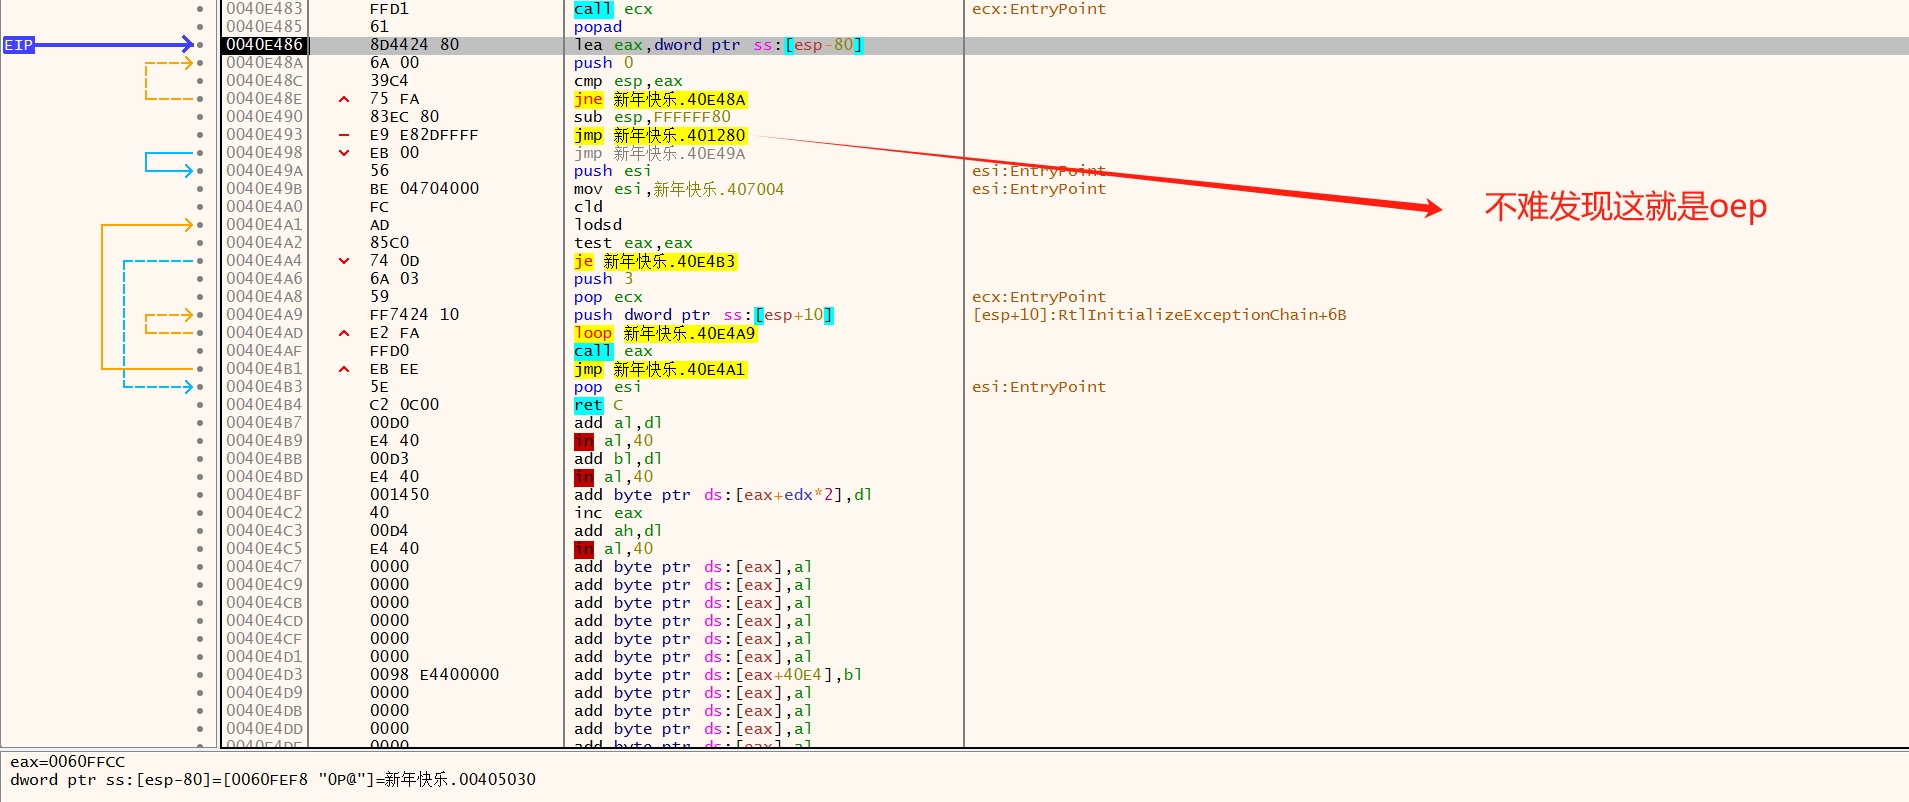 0040E483 FFD1 call ecx ecx:EntryPoint
0040E485 61 popad
EIP 0040E486 8D4424 80 lea eax,dword ptr ss:[esp-80]
0040E48A 6A 00 push 0
0040E48C 39C4 cmp esp,eax
0040E48E 75 FA jne 新年快乐.40E48A
0040E490 83EC 80 sub esp,FFFFFF80
0040E493 E9 E82DFFFF jmp 新年快乐.401280
0040E498 EB 00 jmp 新年快乐.40E49A
0040E49A 56 push esi esi:EntryPoint
0040E49B BE 04704000 mov esi,新年快乐.407004 esi:EntryPoint
不难发现这就是oep
0040E4A0 FC cld
0040E4A1 AD lodsd
0040E4A2 85C0 test eax,eax
0040E4A4 74 0D je 新年快乐.40E4B3
0040E4A6 6A 03 push 3
0040E4A8 59 pop ecx ecx:EntryPoint
0040E4A9 FF7424 10 push dword ptr ss:[esp+10] [esp+10]:RtlInitializeExceptionChain+6B
0040E4AD E2 FA loop 新年快乐.40E4A9
0040E4AF FFD0 call eax
0040E4B1 EB EE jmp 新年快乐.40E4A1
0040E4B3 5E pop esi esi:EntryPoint
0040E4B4 C2 0C00 ret C
0040E4B7 00D0 add al,dl
0040E4B9 E4 40 in al,40
0040E4BB 00D3 add bl,dl
0040E4BD E4 40 in al,40
0040E4BF 001450 add byte ptr ds:[eax+edx*2],dl
0040E4C2 40 inc eax
0040E4C3 00D4 add ah,dl
0040E4C5 E4 40 in al,40
0040E4C7 0000 add byte ptr ds:[eax],al
0040E4C9 0000 add byte ptr ds:[eax],al
0040E4CB 0000 add byte ptr ds:[eax],al
0040E4CD 0000 add byte ptr ds:[eax],al
0040E4CF 0000 add byte ptr ds:[eax],al
0040E4D1 0000 add byte ptr ds:[eax],al
0040E4D3 0098 E4400000 add byte ptr ds:[eax+40E4],bl
0040E4D9 0000 add byte ptr ds:[eax],al
0040E4DB 0000 add byte ptr ds:[eax],al
0040E4DD 0000 add byte ptr ds:[eax],al
0040E4DF 0000 add byte ptr ds:[eax],al
eax=0060FFCC
dword ptr ss:[esp-80]=[0060FEF8 "0P@"]=新年快乐.00405030